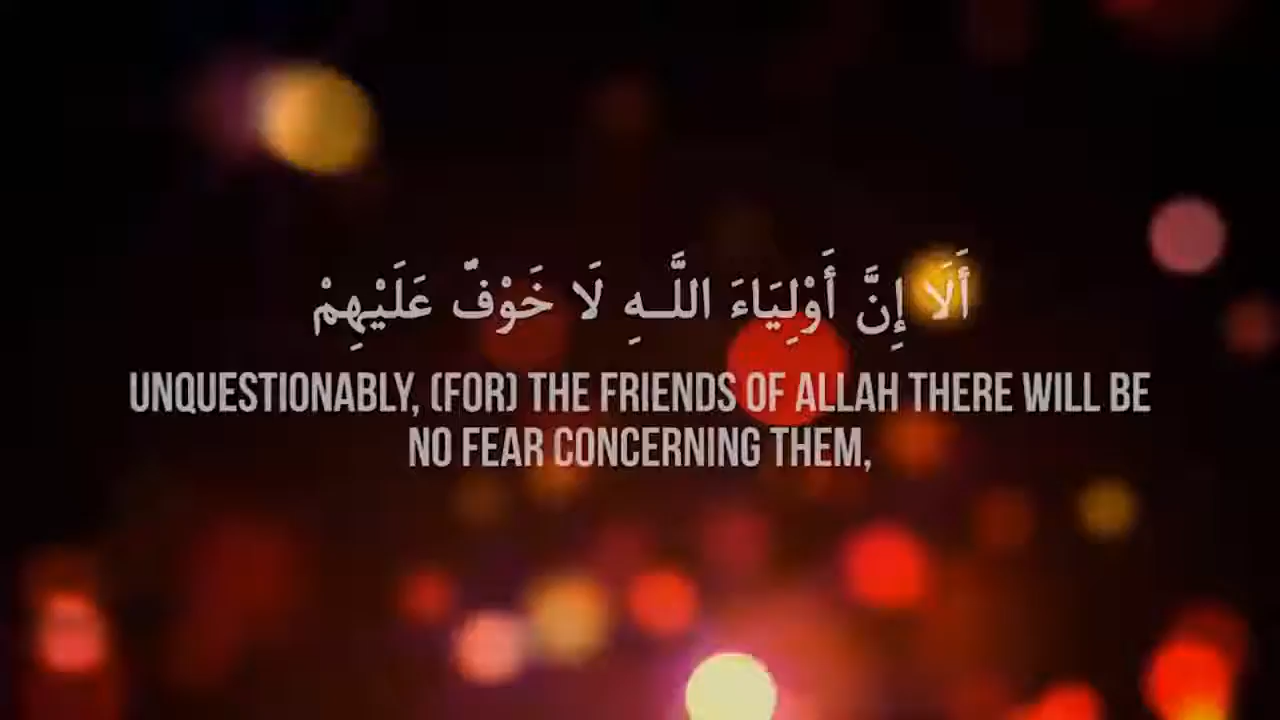 أَلَا إِنَّ أَوْلِيَاءَ اللَّـهِ لَا خَوْفٌ عَلَيْهِمْ
UNQUESTIONABLY, (FOR) THE FRIENDS OF ALLAH THERE WILL BE
NO FEAR CONCERNING THEM,